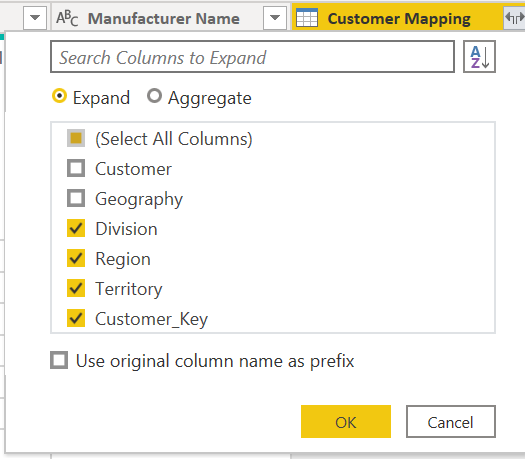 ABC Manufacturer Name Customer Mapping
Search Columns to Expand
A
Z
Expand Aggregate
(Select All Columns)
Customer
Geography
Division
Region
Territory
Customer_Key
Use original column name as prefix
OK Cancel